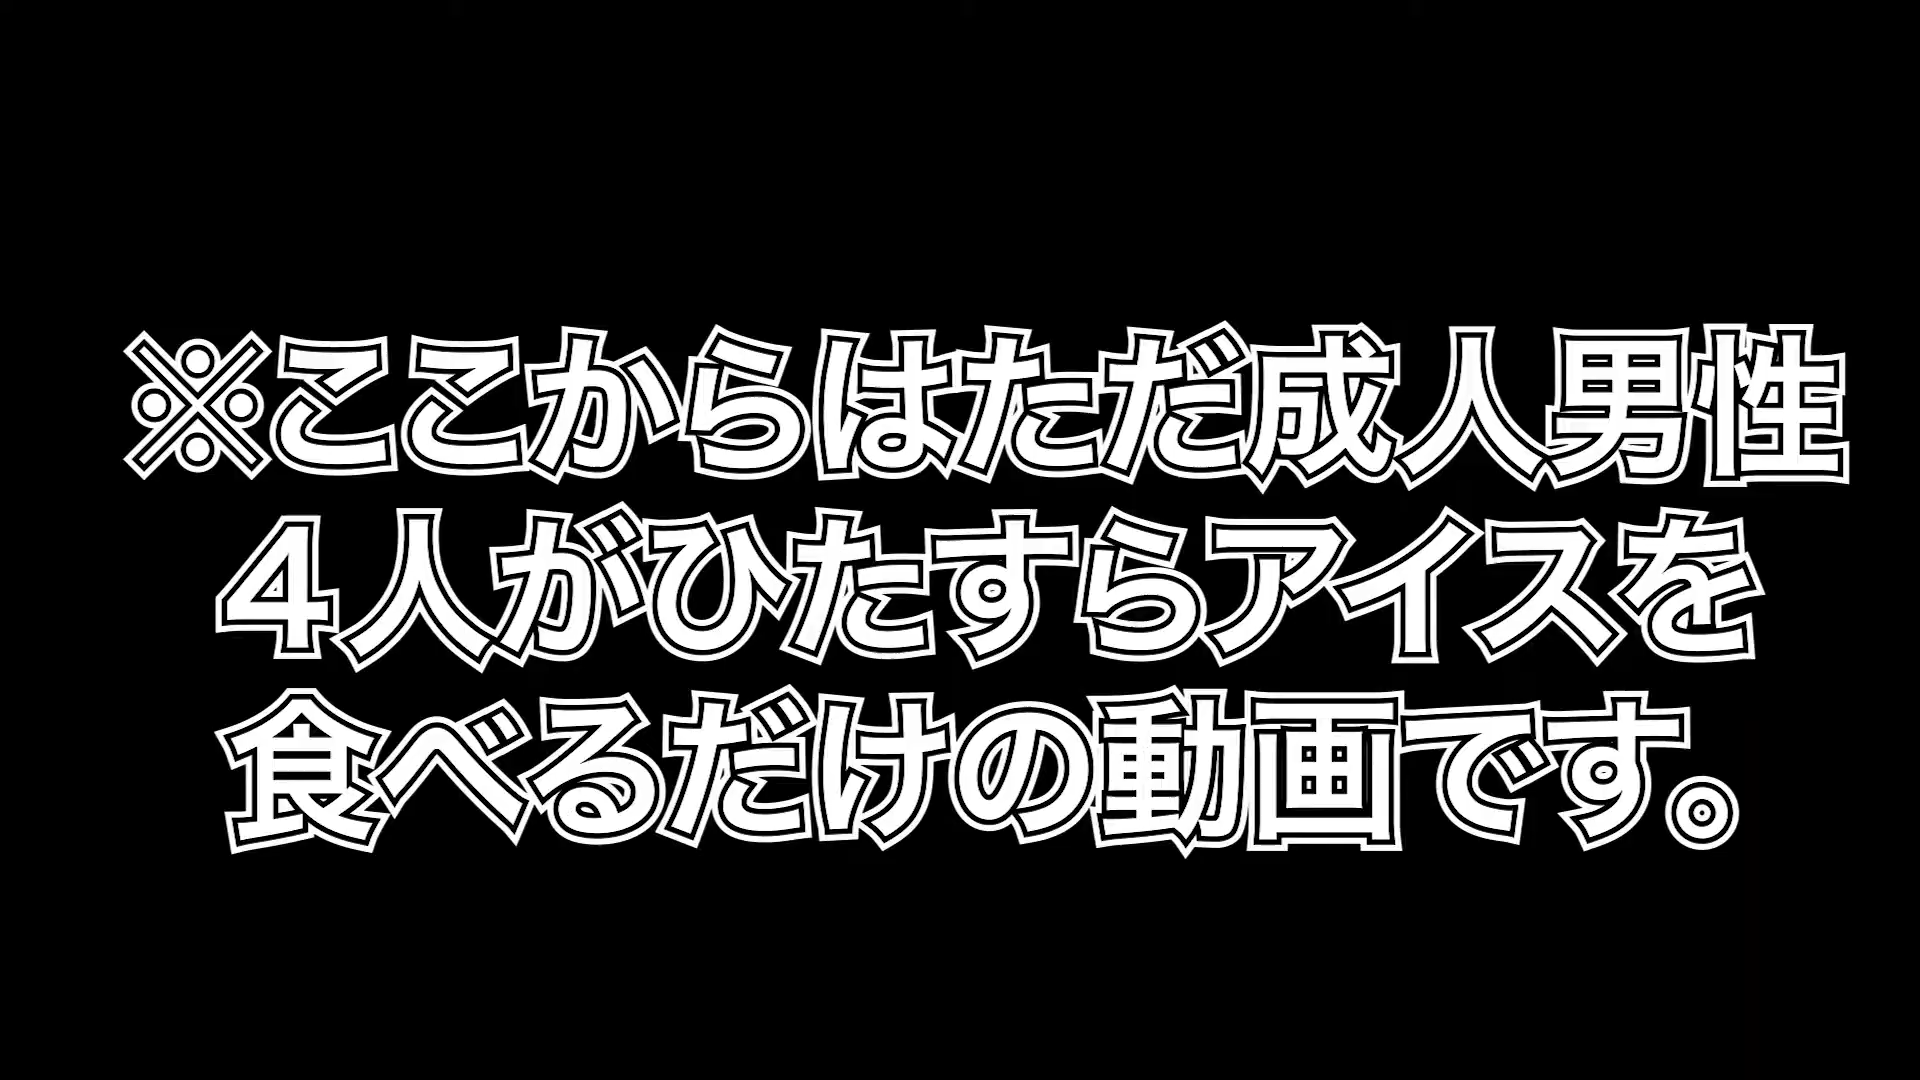 ※ここからはただ成人男性
4人がひたすらアイスを
食べるだけの動画です。